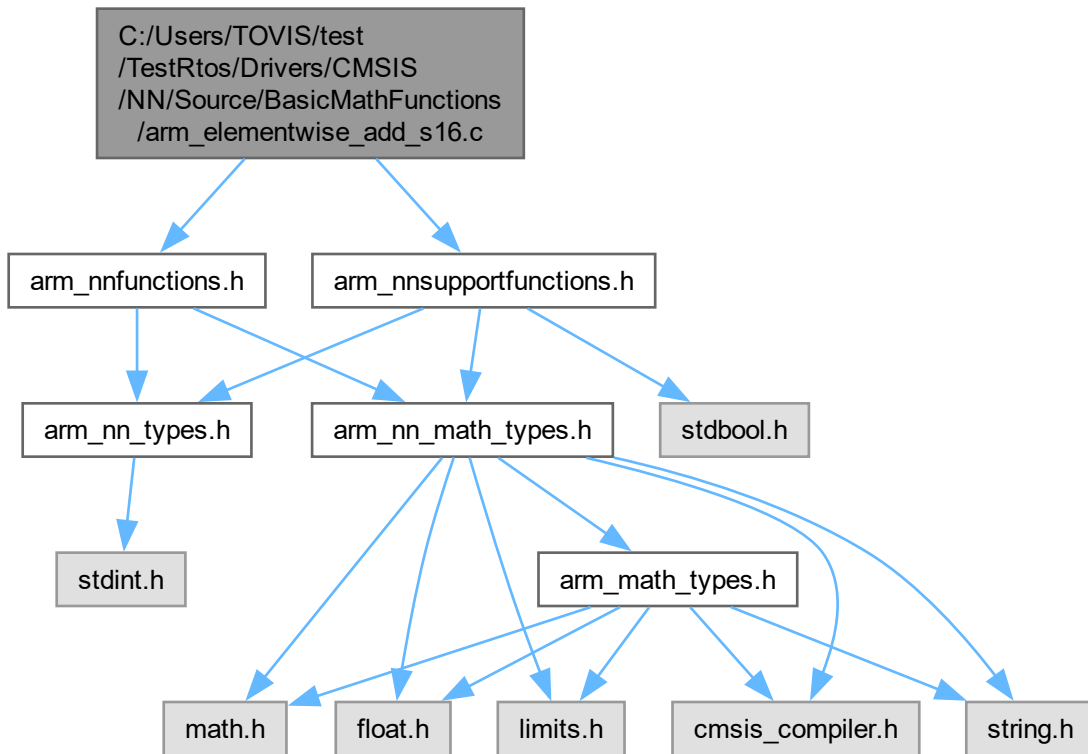 C:/Users/TOVIS/test
/TestRtos/Drivers/CMSIS
/NN/Source/BasicMathFunctions
/arm_elementwise_add_s16.c
arm_nnfunctions.h
arm_nnsupportfunctions.h
arm_nn_types.h
arm_nn_math_types.h
stdbool.h
stdint.h
arm_math_types.h
math.h
float.h
limits.h
cmsis_compiler.h
string.h